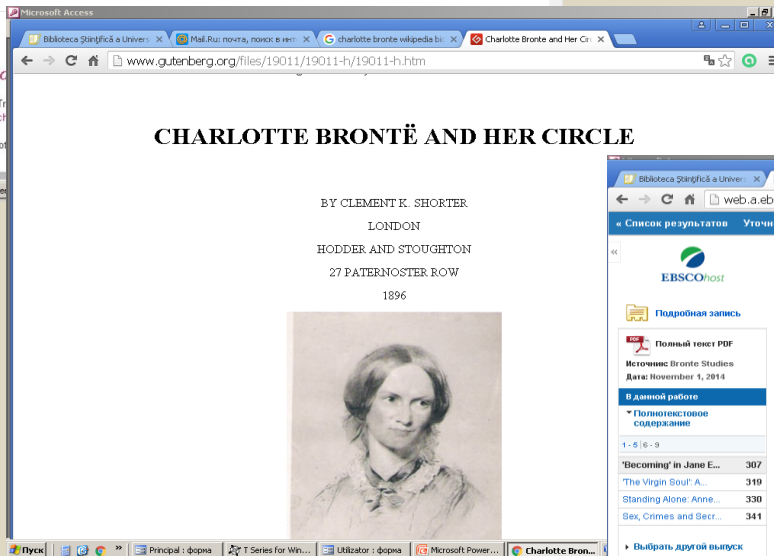 Microsoft Access
Biblioteca Științifică a Univers
Mail.Ru: почта, поиск в инте
charlotte bronte wikipedia bio
Charlotte Bronte and Her Circ
www.gutenberg.org/files/19011/19011-h/19011-h.htm
CHARLOTTE BRONTË AND HER CIRCLE
BY CLEMENT K. SHORTER
LONDON
HODDER AND STOUGHTON
27 PATERNOSTER ROW
1896
Biblioteca Științifică a Univers
web.a.eb
« Список результатов Уточн
EBSCOhost
Подробная запись
PDF Полный текст PDF
Источник: Bronte Studies
Дата: November 1, 2014
В данной работе
Полнотекстовое
содержание
1 - 5 | 6 - 9
'Becoming' in Jane E... 307
'The Virgin Soul': A... 319
Standing Alone: Anne... 330
Sex, Crimes and Secr... 341
Выбрать другой выпуск
Пуск
»
Principal : форма
T Series for Win...
Utilizator : форма
Microsoft Power...
Charlotte Bron...